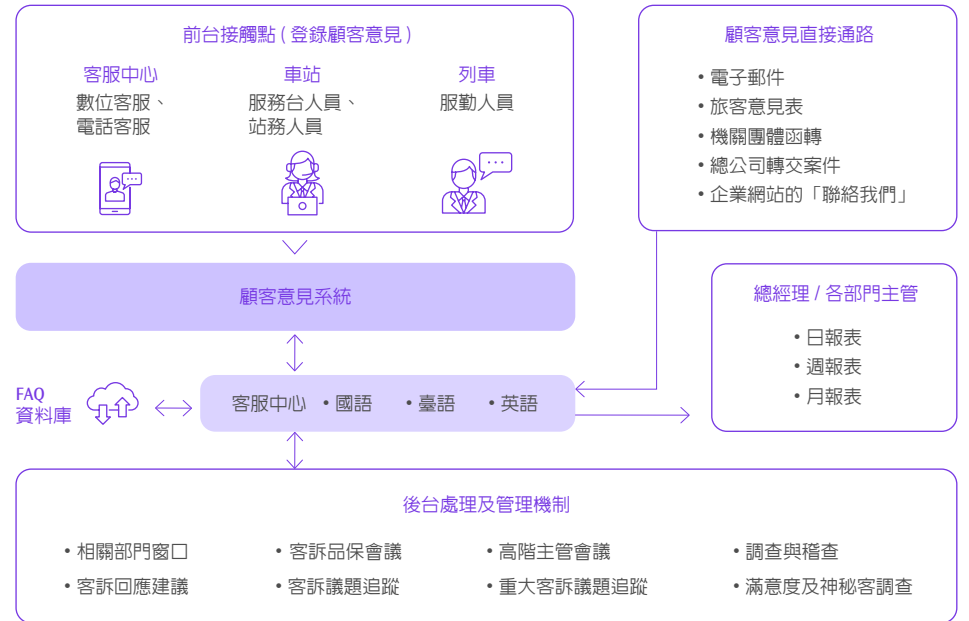 前台接觸點 ( 登錄顧客意見 )
客服中心
數位客服、
電話客服
車站
服務台人員、
站務人員
列車
服勤人員
顧客意見直接通路
• 電子郵件
• 旅客意見表
• 機關團體函轉
• 總公司轉交案件
• 企業網站的「聯絡我們」
顧客意見系統
總經理 / 各部門主管
• 日報表
• 週報表
• 月報表
FAQ
資料庫
客服中心 • 國語 • 臺語 • 英語
後台處理及管理機制
• 相關部門窗口 • 客訴品保會議 • 高階主管會議 • 調查與稽查
• 客訴回應建議 • 客訴議題追蹤 • 重大客訴議題追蹤 • 滿意度及神秘客調查